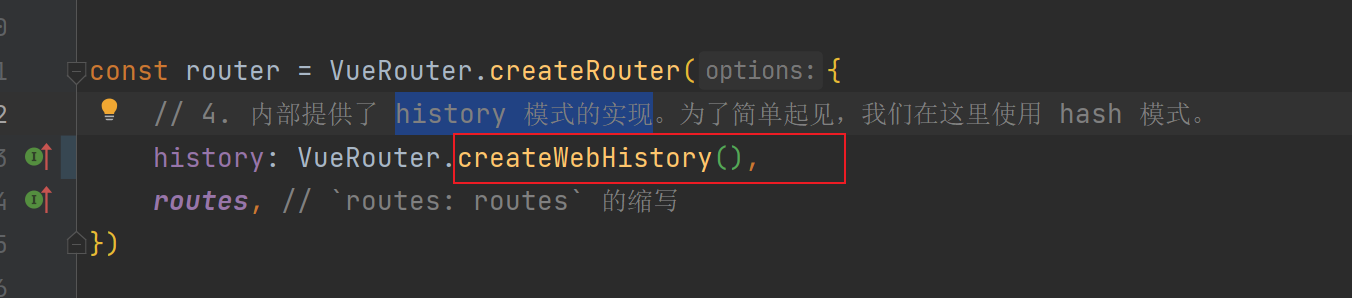 0
1 const router = VueRouter.createRouter( options: {
2 // 4. 内部提供了 history 模式的实现。为了简单起见，我们在这里使用 hash 模式。
3 I history: VueRouter.createWebHistory(),
4 I routes, // `routes: routes` 的缩写
5 })
6